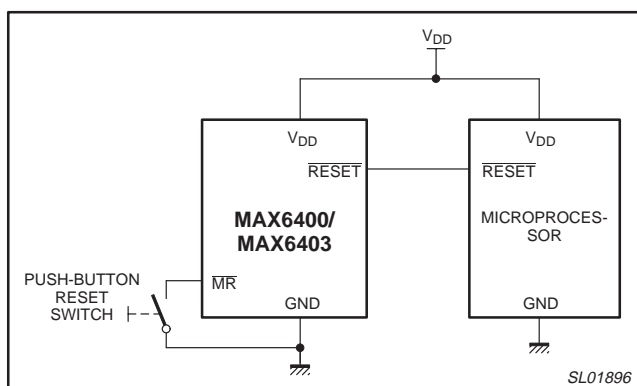 VDD
VDD
RESET
MAX6400/
MAX6403
MR
GND
VDD
RESET
MICROPROCES-
SOR
GND
PUSH-BUTTON
RESET
SWITCH
SL01896